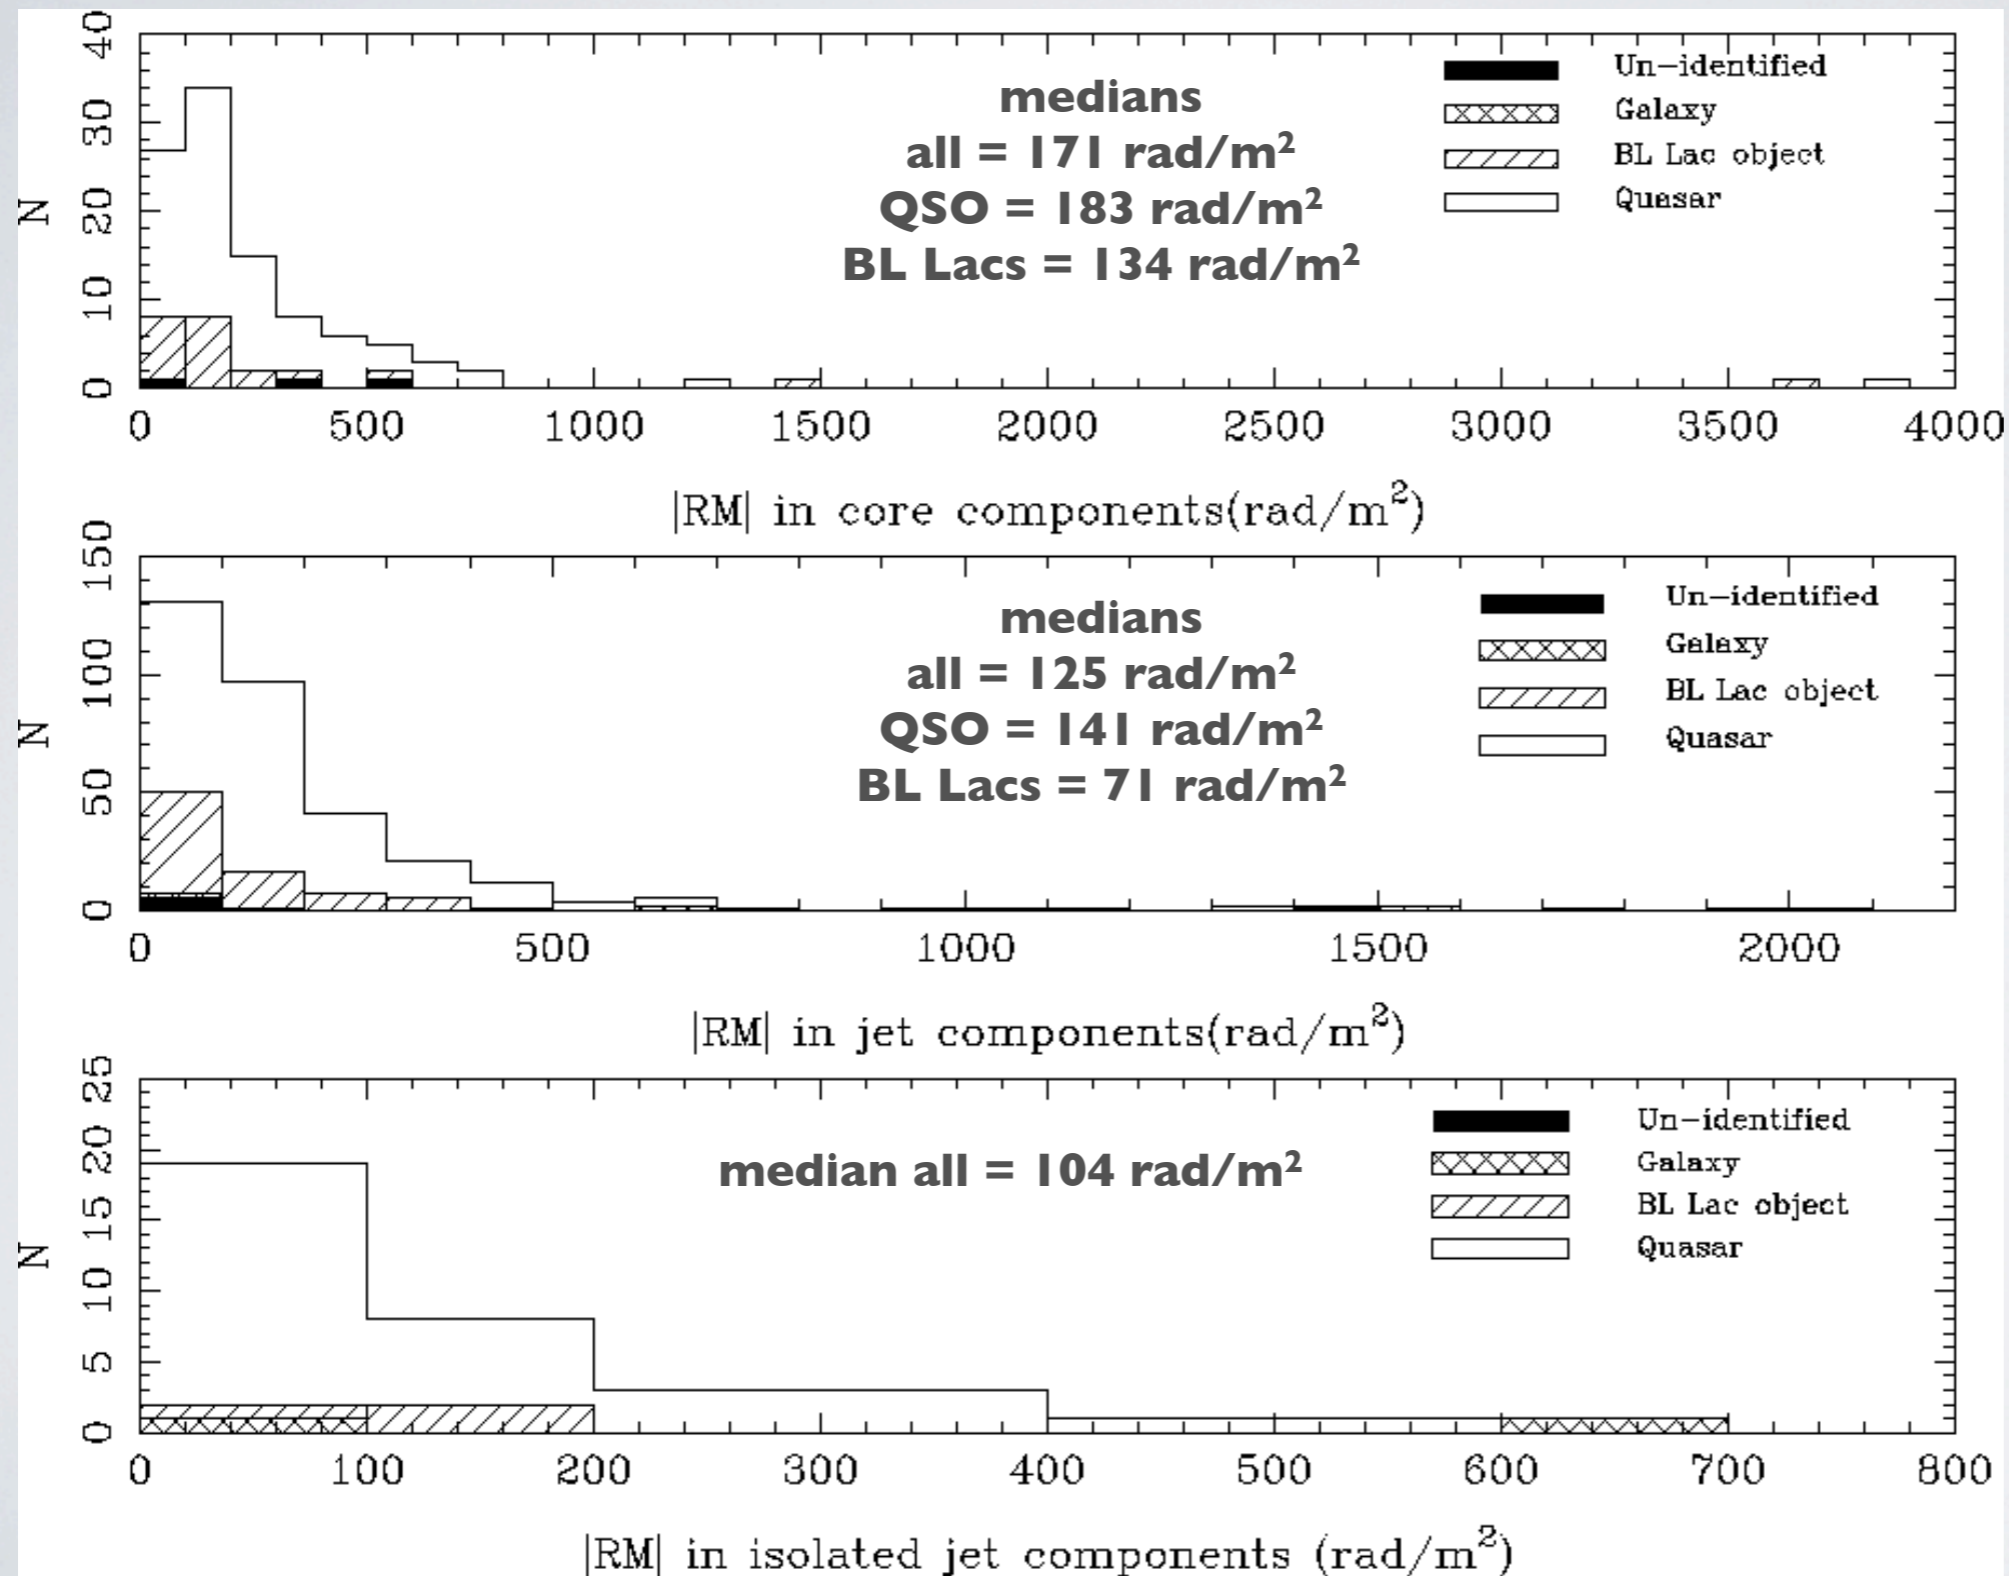 40
30
20
10
0
N
medians
all = 171 rad/m²
QSO = 183 rad/m²
BL Lacs = 134 rad/m²
Un-identified
Galaxy
BL Lac object
Quasar
0 500 1000 1500 2000 2500 3000 3500 4000
|RM| in core components(rad/m²)
150
100
50
0
N
medians
all = 125 rad/m²
QSO = 141 rad/m²
BL Lacs = 71 rad/m²
Un-identified
Galaxy
BL Lac object
Quasar
0 500 1000 1500 2000
|RM| in jet components(rad/m²)
25
20
15
10
5
0
N
median all = 104 rad/m²
Un-identified
Galaxy
BL Lac object
Quasar
0 100 200 300 400 500 600 700 800
|RM| in isolated jet components (rad/m²)